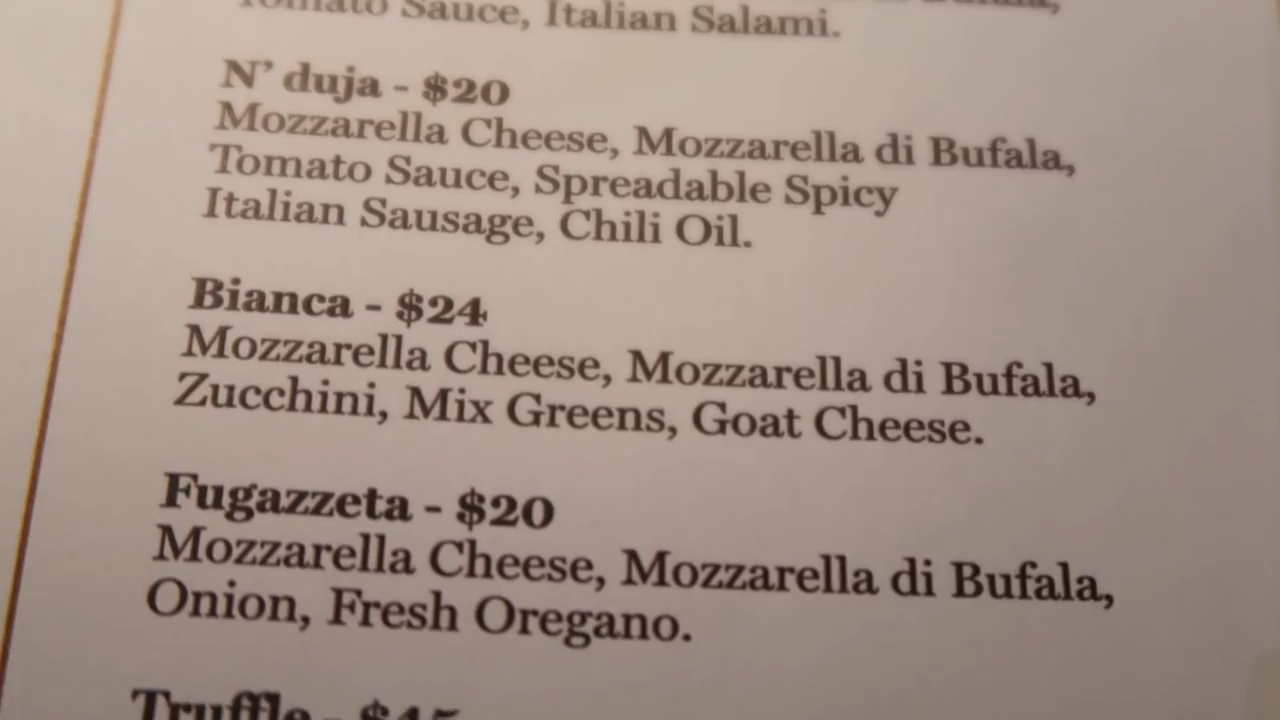 Tomato Sauce, Italian Salami.
N' duja - $20
Mozzarella Cheese, Mozzarella di Bufala,
Tomato Sauce, Spreadable Spicy
Italian Sausage, Chili Oil.
Bianca - $24
Mozzarella Cheese, Mozzarella di Bufala,
Zucchini, Mix Greens, Goat Cheese.
Fugazzeta - $20
Mozzarella Cheese, Mozzarella di Bufala,
Onion, Fresh Oregano.
Truffle - $45